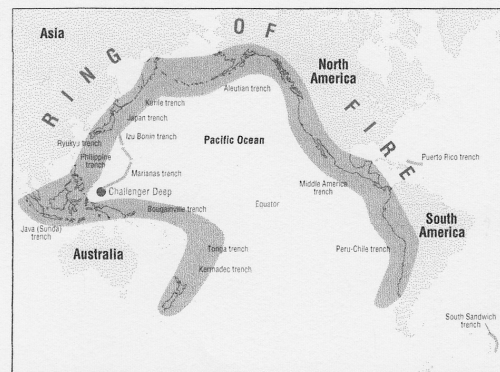 RING OF FIRE
Asia
North
America
Aleutian trench
Kurile trench
Japan trench
Izu Bonin trench
Ryukyu trench
Philippine
trench
Pacific Ocean
Marianas trench
Challenger Deep
Puerto Rico trench
Middle America
trench
Bougainville trench
Equator
Java (Sunda)
trench
Australia
Tonga trench
Kermadec trench
Peru-Chile trench
South
America
South Sandwich
trench